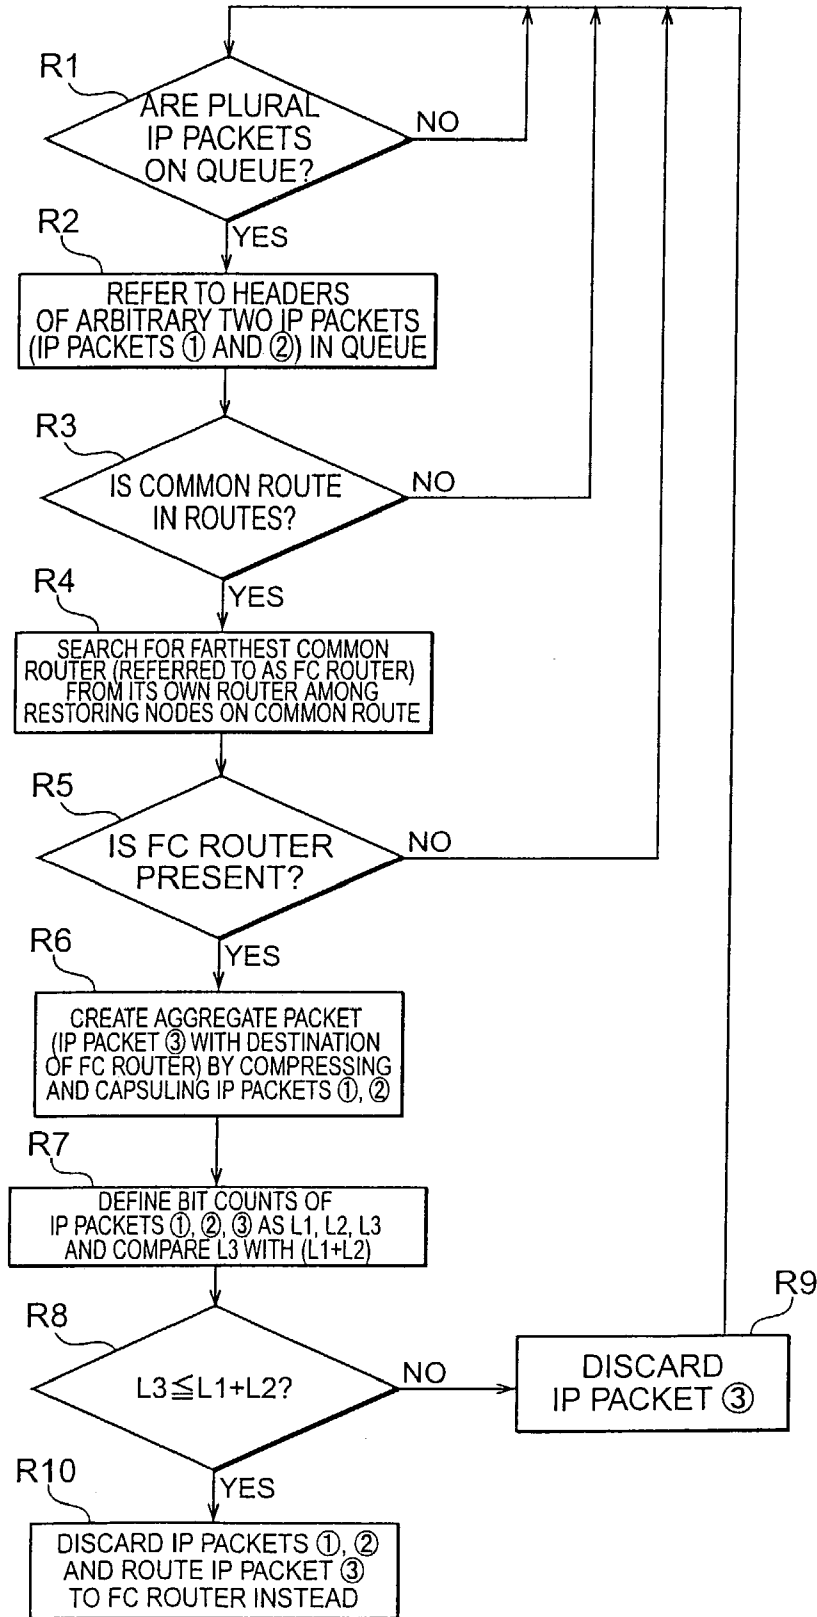 R1
ARE PLURAL
IP PACKETS
ON QUEUE?
NO
YES
R2
REFER TO HEADERS
OF ARBITRARY TWO IP PACKETS
(IP PACKETS ① AND ②) IN QUEUE
R3
IS COMMON ROUTE
IN ROUTES?
NO
YES
R4
SEARCH FOR FARTHEST COMMON
ROUTER (REFERRED TO AS FC ROUTER)
FROM ITS OWN ROUTER AMONG
RESTORING NODES ON COMMON ROUTE
R5
IS FC ROUTER
PRESENT?
NO
YES
R6
CREATE AGGREGATE PACKET
(IP PACKET ③ WITH DESTINATION
OF FC ROUTER) BY COMPRESSING
AND CAPSULING IP PACKETS ①, ②
R7
DEFINE BIT COUNTS OF
IP PACKETS ①, ②, ③ AS L1, L2, L3
AND COMPARE L3 WITH (L1+L2)
R8
L3≦L1+L2?
NO
YES
R9
DISCARD
IP PACKET ③
R10
DISCARD IP PACKETS ①, ②
AND ROUTE IP PACKET ③
TO FC ROUTER INSTEAD